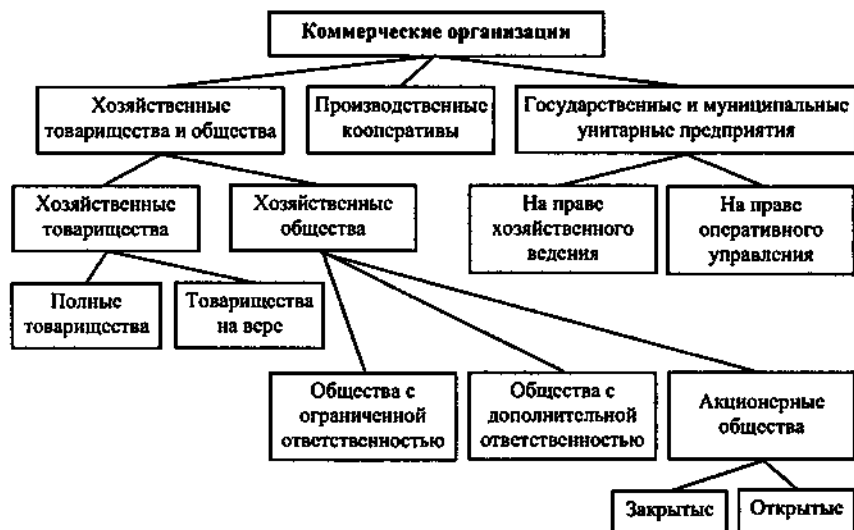 Коммерческие организации
Хозяйственные
товарищества и общества
Производственные
кооперативы
Государственные и муниципальные
унитарные предприятия
Хозяйственные
товарищества
Хозяйственные
общества
На праве
хозяйственного
ведения
На праве
оперативного
управления
Полные
товарищества
Товарищества
на вере
Общества с
ограниченной
ответственностью
Общества с
дополнительной
ответственностью
Акционерные
общества
Закрытые
Открытые